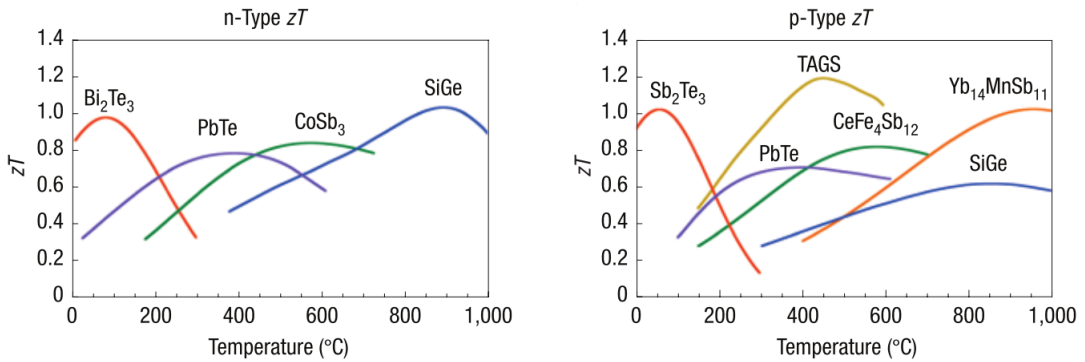 n-Type zT
1.4
1.2
1.0
0.8
0.6
0.4
0.2
0
zT
Bi₂Te₃
PbTe
CoSb₃
SiGe
0 200 400 600 800 1,000
Temperature (°C)
p-Type zT
1.4
1.2
1.0
0.8
0.6
0.4
0.2
0
zT
Sb₂Te₃
TAGS
Yb₁₄MnSb₁₁
CeFe₄Sb₁₂
PbTe
SiGe
0 200 400 600 800 1,000
Temperature (°C)